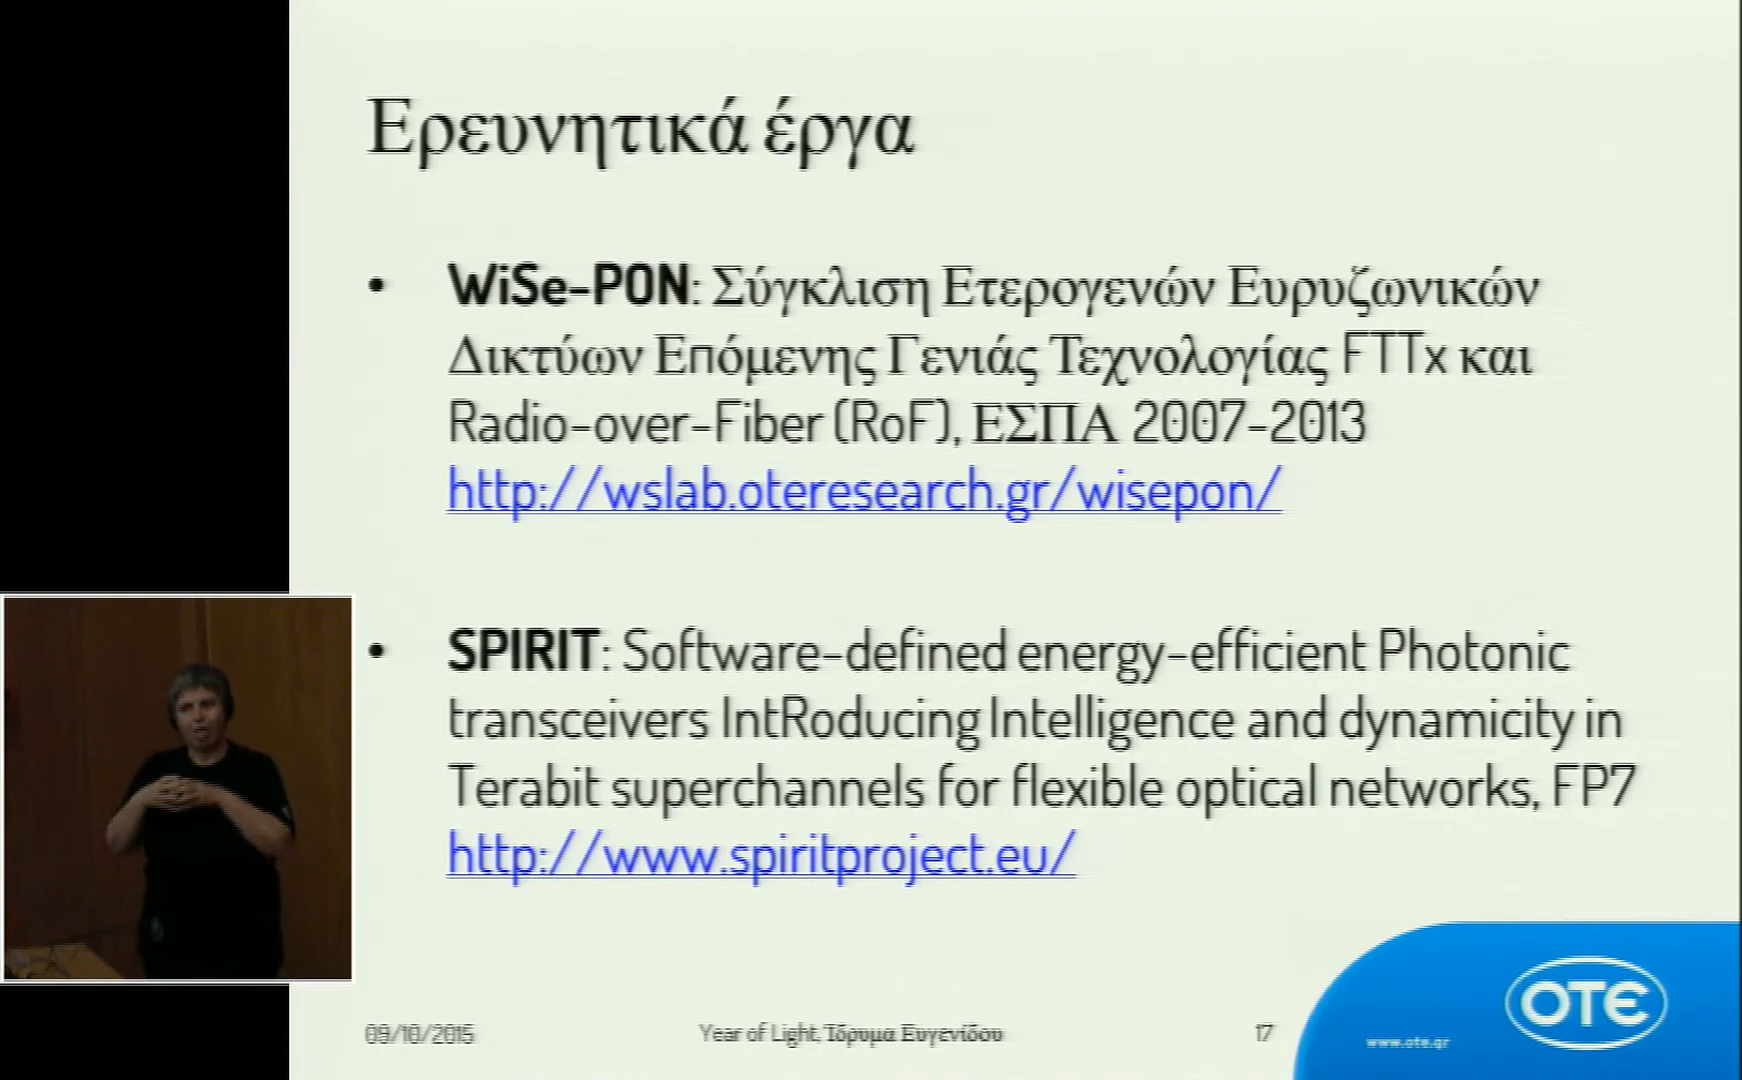 Ερευνητικά έργα
• WiSe-PON: Σύγκλιση Ετερογενών Ευρυζωνικών
Δικτύων Επόμενης Γενιάς Τεχνολογίας FTTx και
Radio-over-Fiber (RoF), ΕΣΠΑ 2007-2013
http://wslab.oteresearch.gr/wisepon/
• SPIRIT: Software-defined energy-efficient Photonic
transceivers IntRoducing Intelligence and dynamicity in
Terabit superchannels for flexible optical networks, FP7
http://www.spiritproject.eu/
09/10/2015
Year of Light, Ίδρυμα Ευγενίδου
17
www.ote.gr
OTE